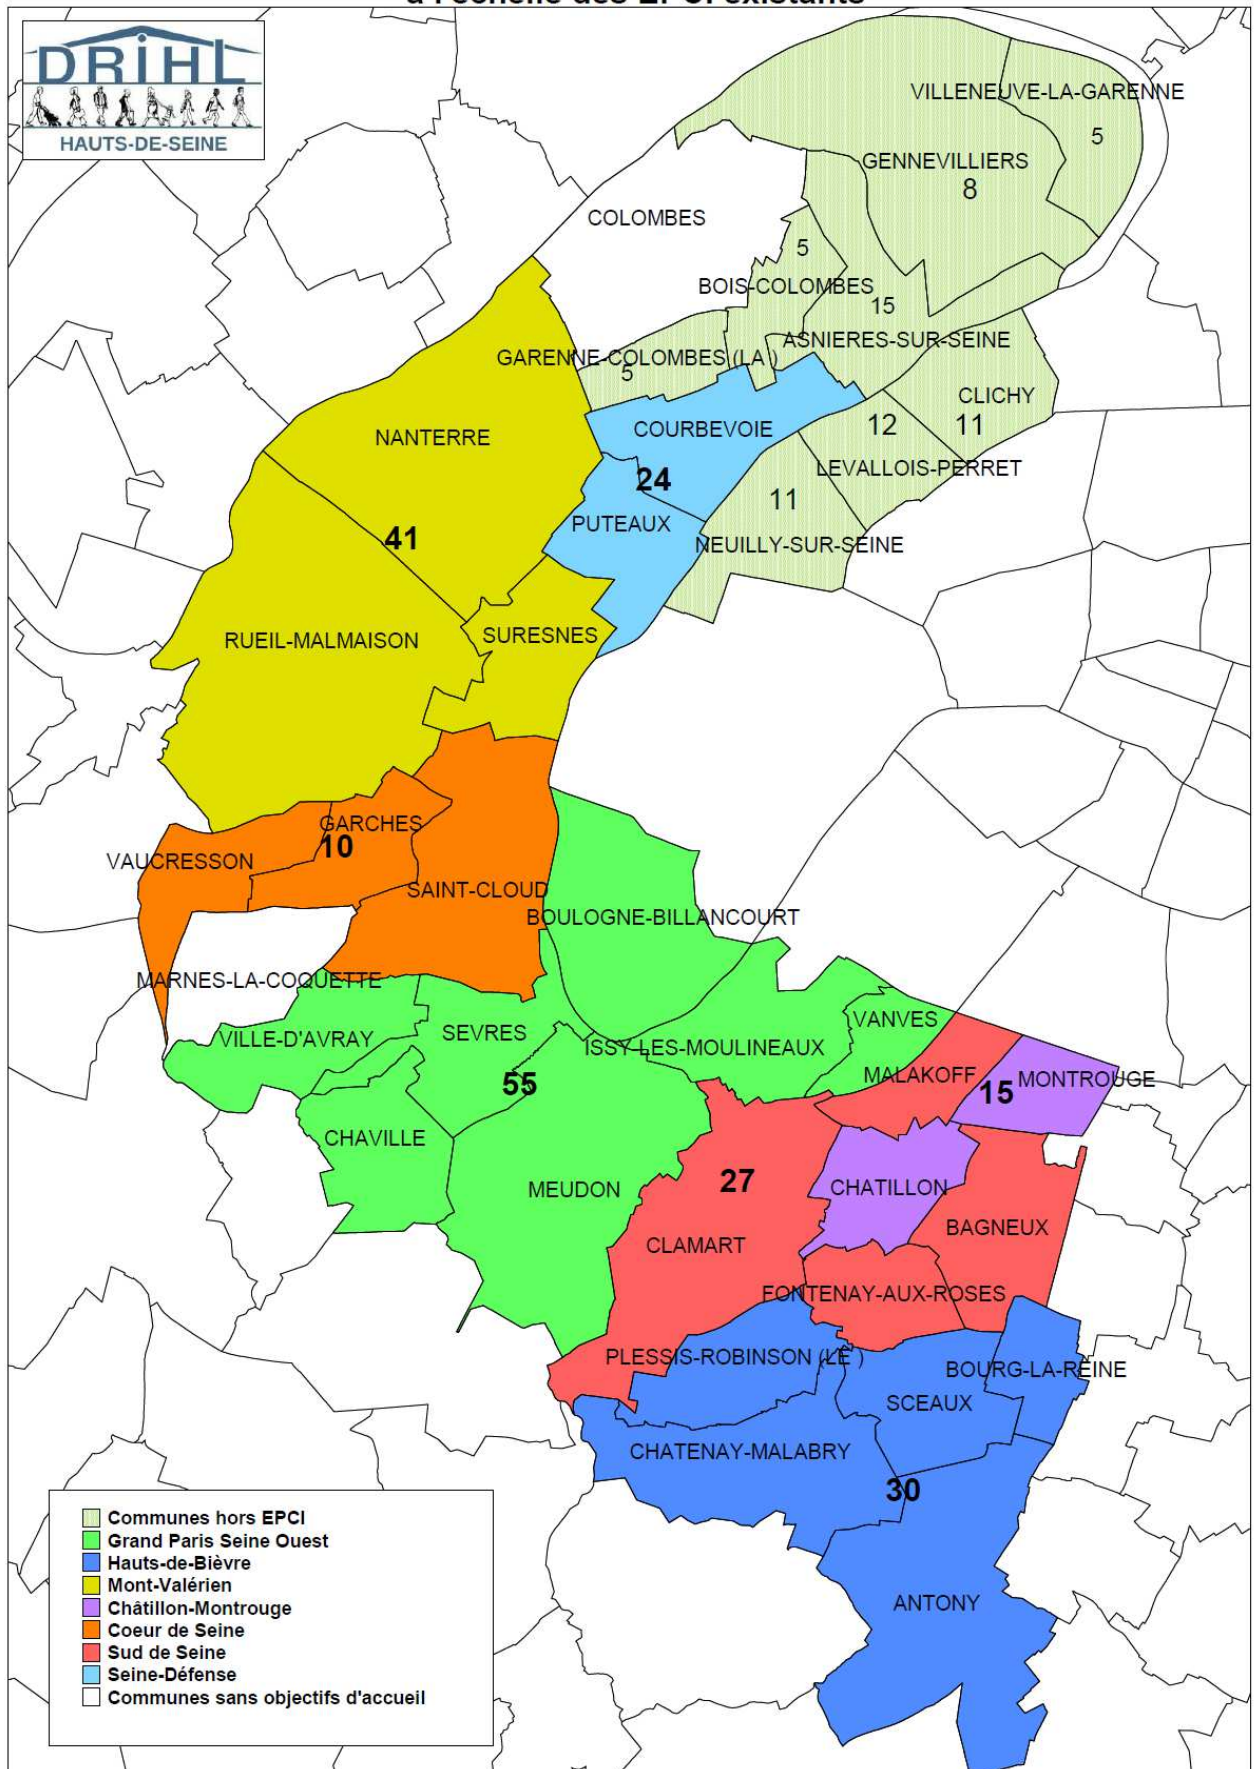 à l'échelle des EPCI existants
DRIHL
HAUTS-DE-SEINE
VILLENEUVE-LA-GARENNE
5
GENNEVILLIERS
8
COLOMBES
5
BOIS-COLOMBES
15
ASNIERES-SUR-SEINE
GARENNE-COLOMBES (LA )
5
CLICHY
11
COURBEVOIE
12
NANTERRE
LEVALLOIS-PERRET
24
11
PUTEAUX
41
NEUILLY-SUR-SEINE
RUEIL-MALMAISON
SURESNES
GARCHES
10
VAUCRESSON
SAINT-CLOUD
BOULOGNE-BILLANCOURT
MARNES-LA-COQUETTE
VANVES
VILLE-D'AVRAY
SEVRES
ISSY-LES-MOULINEAUX
55
MALAKOFF
15
MONTROUGE
CHAVILLE
MEUDON
27
CHATILLON
BAGNEUX
CLAMART
FONTENAY-AUX-ROSES
PLESSIS-ROBINSON (LE )
BOURG-LA-REINE
SCEAUX
CHATENAY-MALABRY
30
ANTONY
Communes hors EPCI
Grand Paris Seine Ouest
Hauts-de-Bièvre
Mont-Valérien
Châtillon-Montrouge
Coeur de Seine
Sud de Seine
Seine-Défense
Communes sans objectifs d'accueil